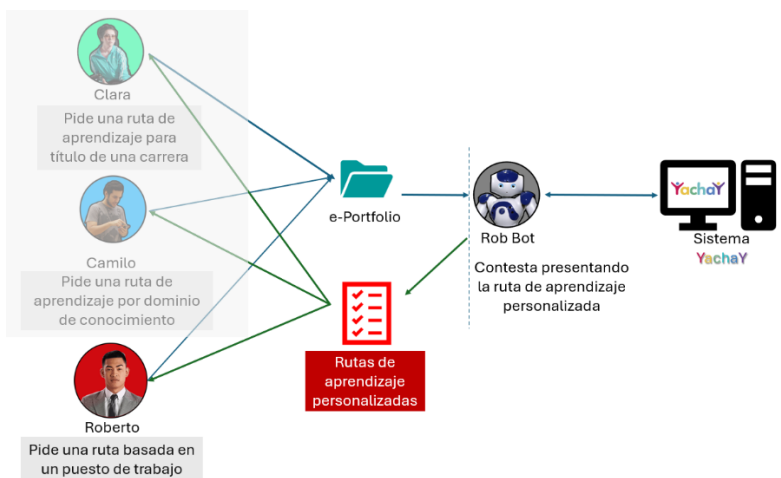 Clara
Pide una ruta de
aprendizaje para
título de una carrera
Camilo
Pide una ruta de
aprendizaje por dominio
de conocimiento
Roberto
Pide una ruta basada en
un puesto de trabajo
e-Portfolio
Rutas de
aprendizaje
personalizadas
Rob Bot
Contesta presentando
la ruta de aprendizaje
personalizada
YachaY
Sistema
YachaY